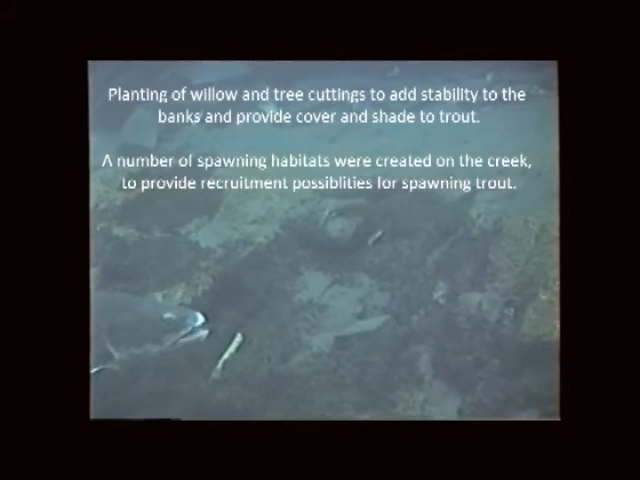 Planting of willow and tree cuttings to add stability to the
banks and provide cover and shade to trout.
A number of spawning habitats were created on the creek,
to provide recruitment possiblities for spawning trout.